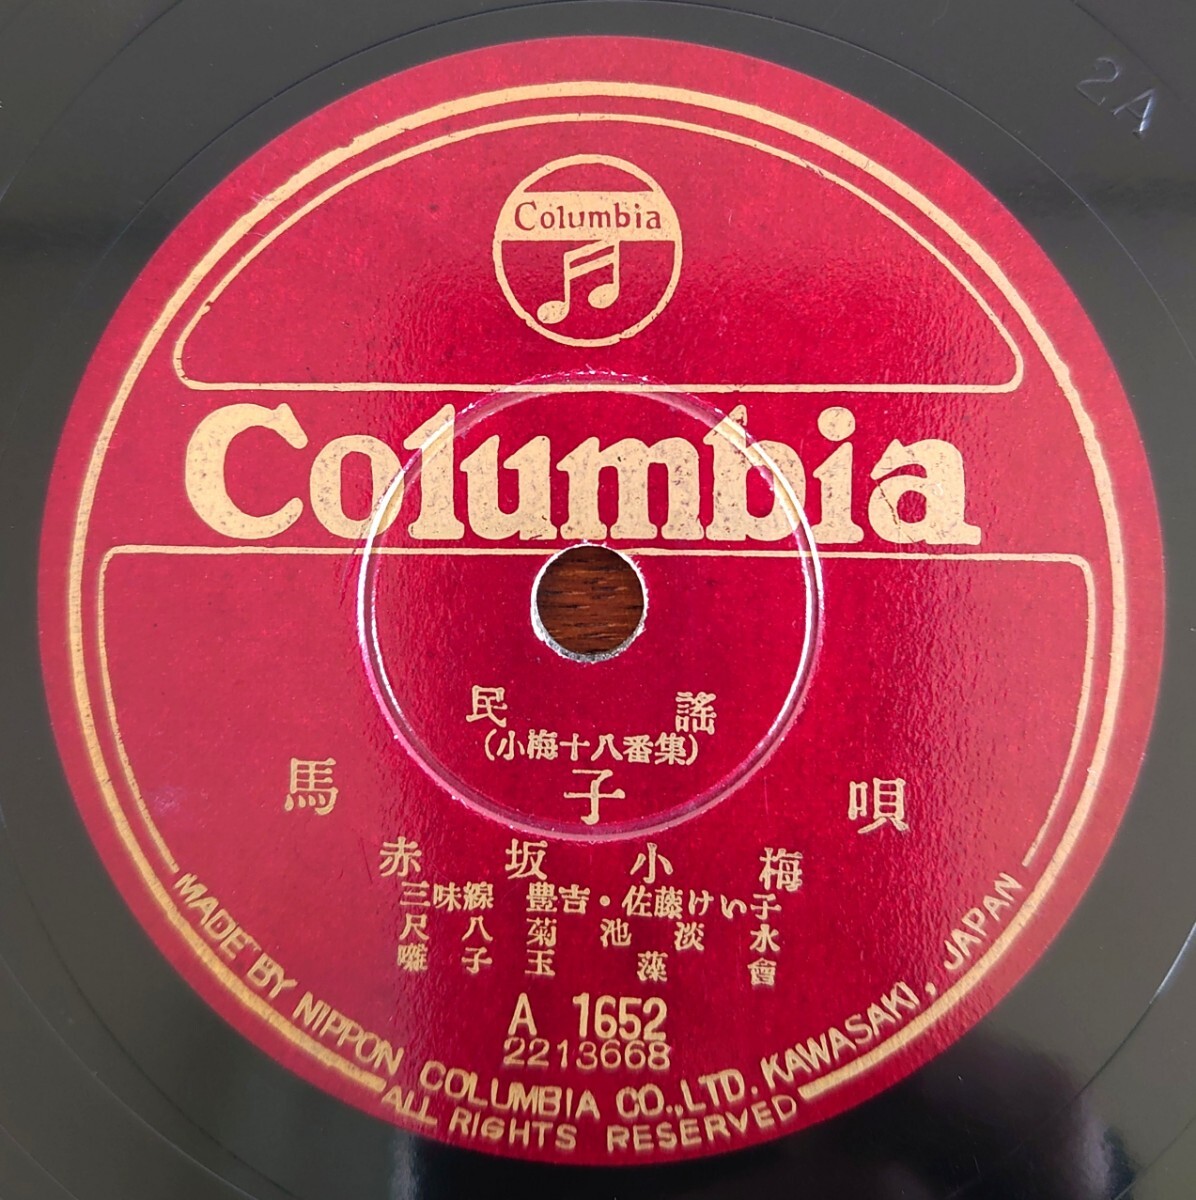 2A
Columbia
Columbia
民謠
(小梅十八番集)
馬子唄
赤坂小梅
三味線 豊吉・佐藤けい子
尺八 菊池淡水
囃子 玉藻會
A 1652
2213668
MADE BY NIPPON COLUMBIA CO., LTD. KAWASAKI, JAPAN
ALL RIGHTS RESERVED